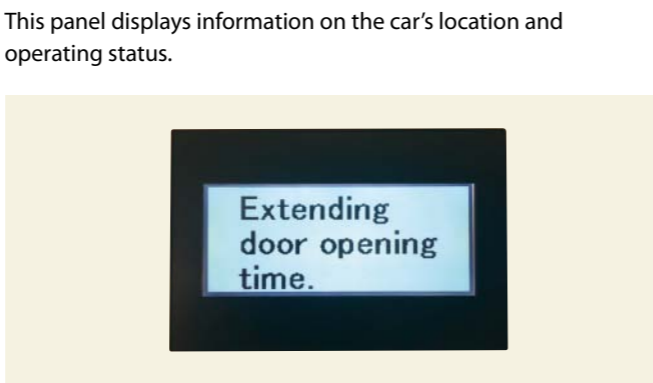 This panel displays information on the car’s location and
operating status.
Extending
door opening
time.